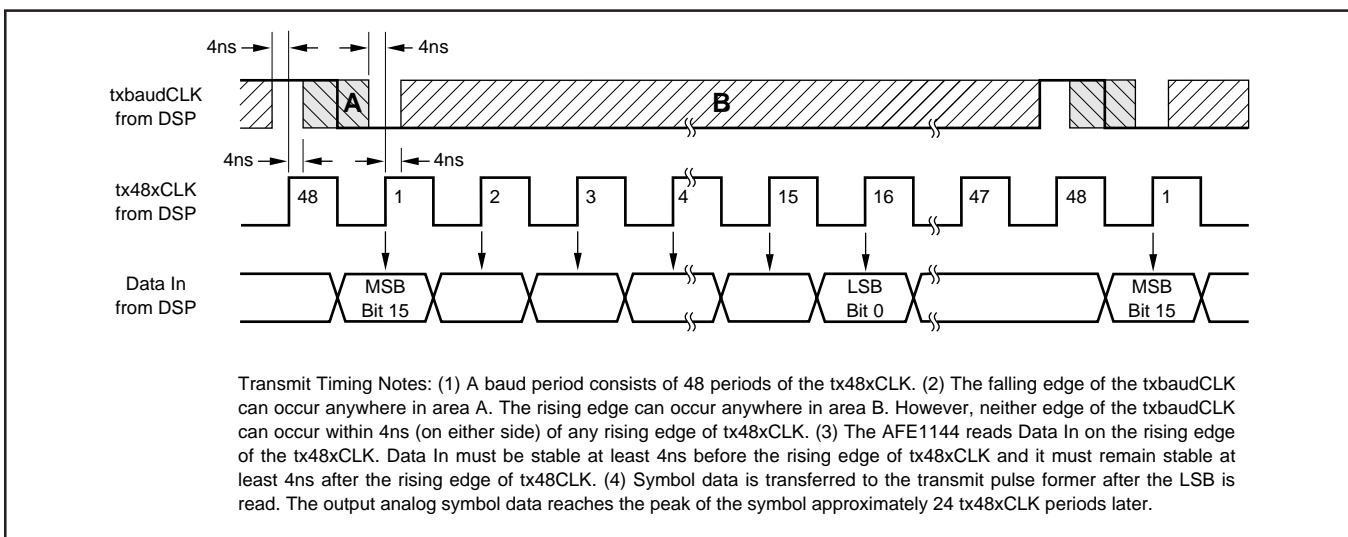 4ns
4ns
txbaudCLK
from DSP
A
B
4ns
4ns
tx48xCLK
from DSP
48
1
2
3
4
15
16
47
48
1
Data In
from DSP
MSB
Bit 15
LSB
Bit 0
MSB
Bit 15
Transmit Timing Notes: (1) A baud period consists of 48 periods of the tx48xCLK. (2) The falling edge of the txbaudCLK
can occur anywhere in area A. The rising edge can occur anywhere in area B. However, neither edge of the txbaudCLK
can occur within 4ns (on either side) of any rising edge of tx48xCLK. (3) The AFE1144 reads Data In on the rising edge
of the tx48xCLK. Data In must be stable at least 4ns before the rising edge of tx48xCLK and it must remain stable at
least 4ns after the rising edge of tx48CLK. (4) Symbol data is transferred to the transmit pulse former after the LSB is
read. The output analog symbol data reaches the peak of the symbol approximately 24 tx48xCLK periods later.